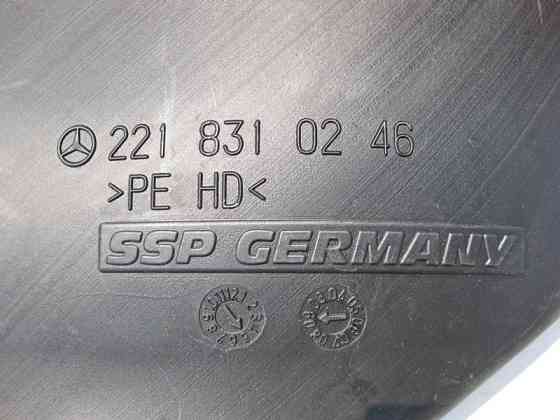 221 831 02 46
>PE HD<
SSP GERMANY